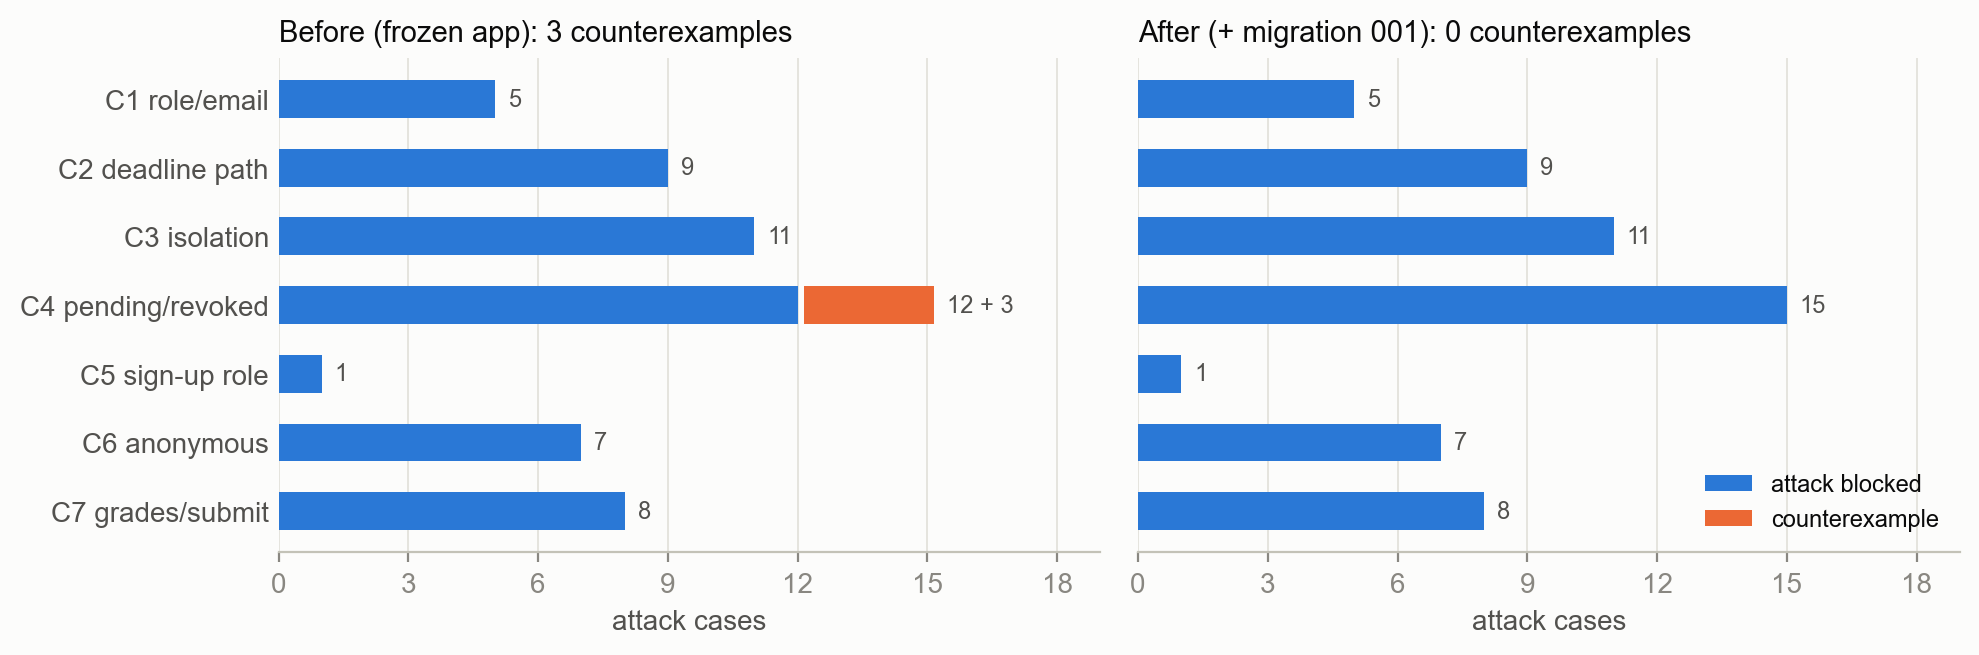 Before (frozen app): 3 counterexamples
C1 role/email 5
C2 deadline path 9
C3 isolation 11
C4 pending/revoked 12 + 3
C5 sign-up role 1
C6 anonymous 7
C7 grades/submit 8
0 3 6 9 12 15 18
attack cases
After (+ migration 001): 0 counterexamples
5
9
11
15
1
7
8
attack blocked
counterexample
0 3 6 9 12 15 18
attack cases